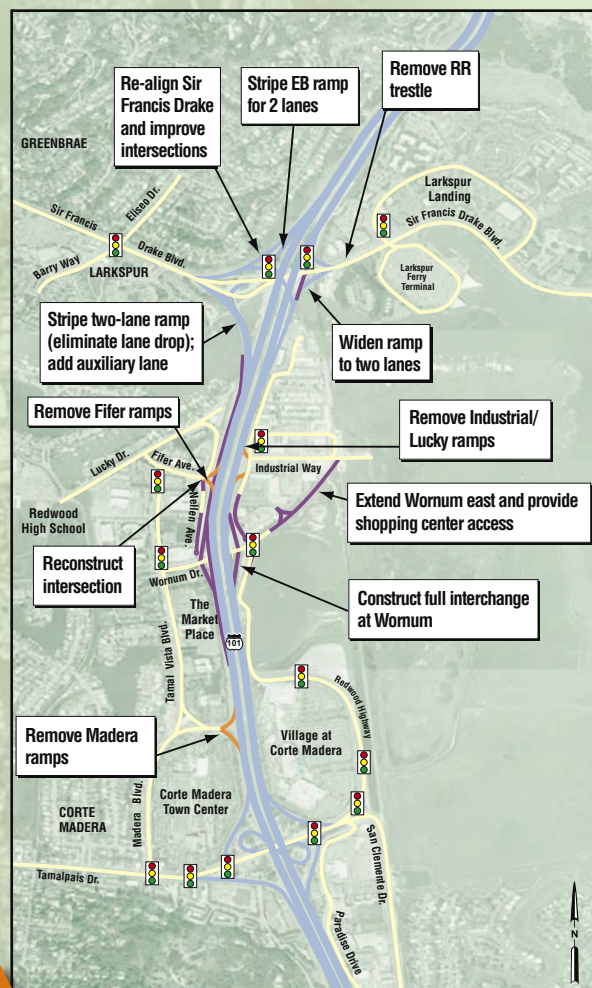 Re-align Sir
Francis Drake
and improve
intersections
Stripe EB ramp
for 2 lanes
Remove RR
trestle
GREENBRAE
Larkspur
Landing
Sir Francis
Drake Blvd.
Eliseo Dr.
Barry Way
LARKSPUR
Sir Francis Drake Blvd.
Larkspur
Ferry
Terminal
Stripe two-lane ramp
(eliminate lane drop);
add auxiliary lane
Widen ramp
to two lanes
Remove Fifer ramps
Remove Industrial/
Lucky ramps
Lucky Dr.
Fifer Ave.
Industrial Way
Nellen Ave.
Redwood
High School
Extend Wornum east and provide
shopping center access
Reconstruct
intersection
Wornum Dr.
The
Market
Place
Construct full interchange
at Wornum
101
Tamal Vista Blvd.
Redwood Highway
Remove Madera
ramps
Village at
Corte Madera
Corte Madera
Town Center
CORTE
MADERA
Madera Blvd.
San Clemente Dr.
Tamalpais Dr.
Paradise Drive
N